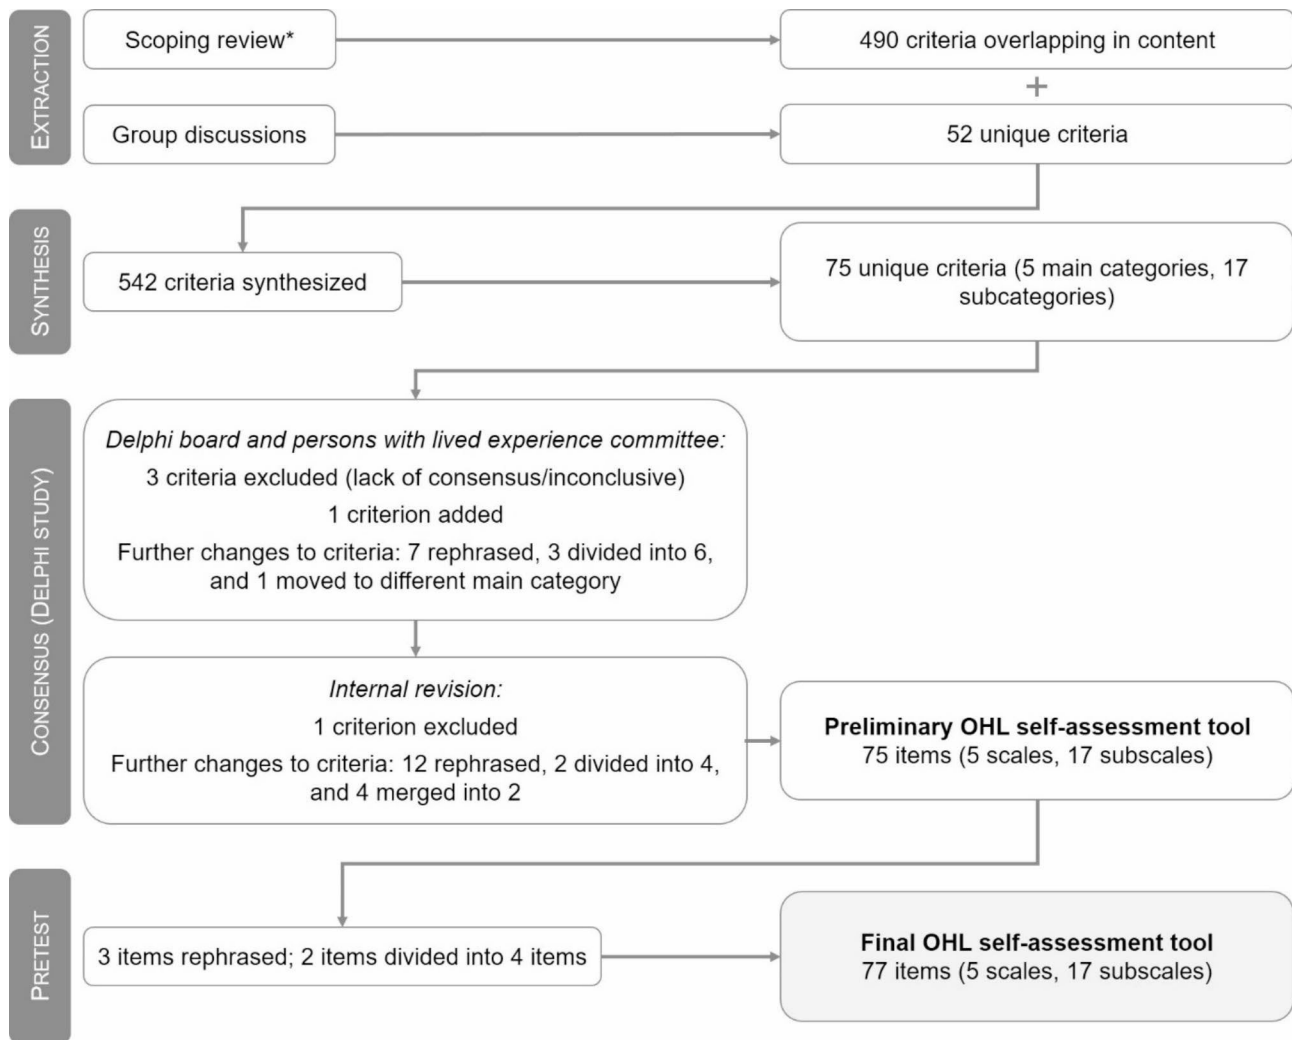 EXTRACTION
Scoping review*
490 criteria overlapping in content
+
Group discussions
52 unique criteria
SYNTHESIS
542 criteria synthesized
75 unique criteria (5 main categories, 17
subcategories)
CONSENSUS (DELPHI STUDY)
Delphi board and persons with lived experience committee:
3 criteria excluded (lack of consensus/inconclusive)
1 criterion added
Further changes to criteria: 7 rephrased, 3 divided into 6,
and 1 moved to different main category
Internal revision:
1 criterion excluded
Further changes to criteria: 12 rephrased, 2 divided into 4,
and 4 merged into 2
Preliminary OHL self-assessment tool
75 items (5 scales, 17 subscales)
PRETEST
3 items rephrased; 2 items divided into 4 items
Final OHL self-assessment tool
77 items (5 scales, 17 subscales)